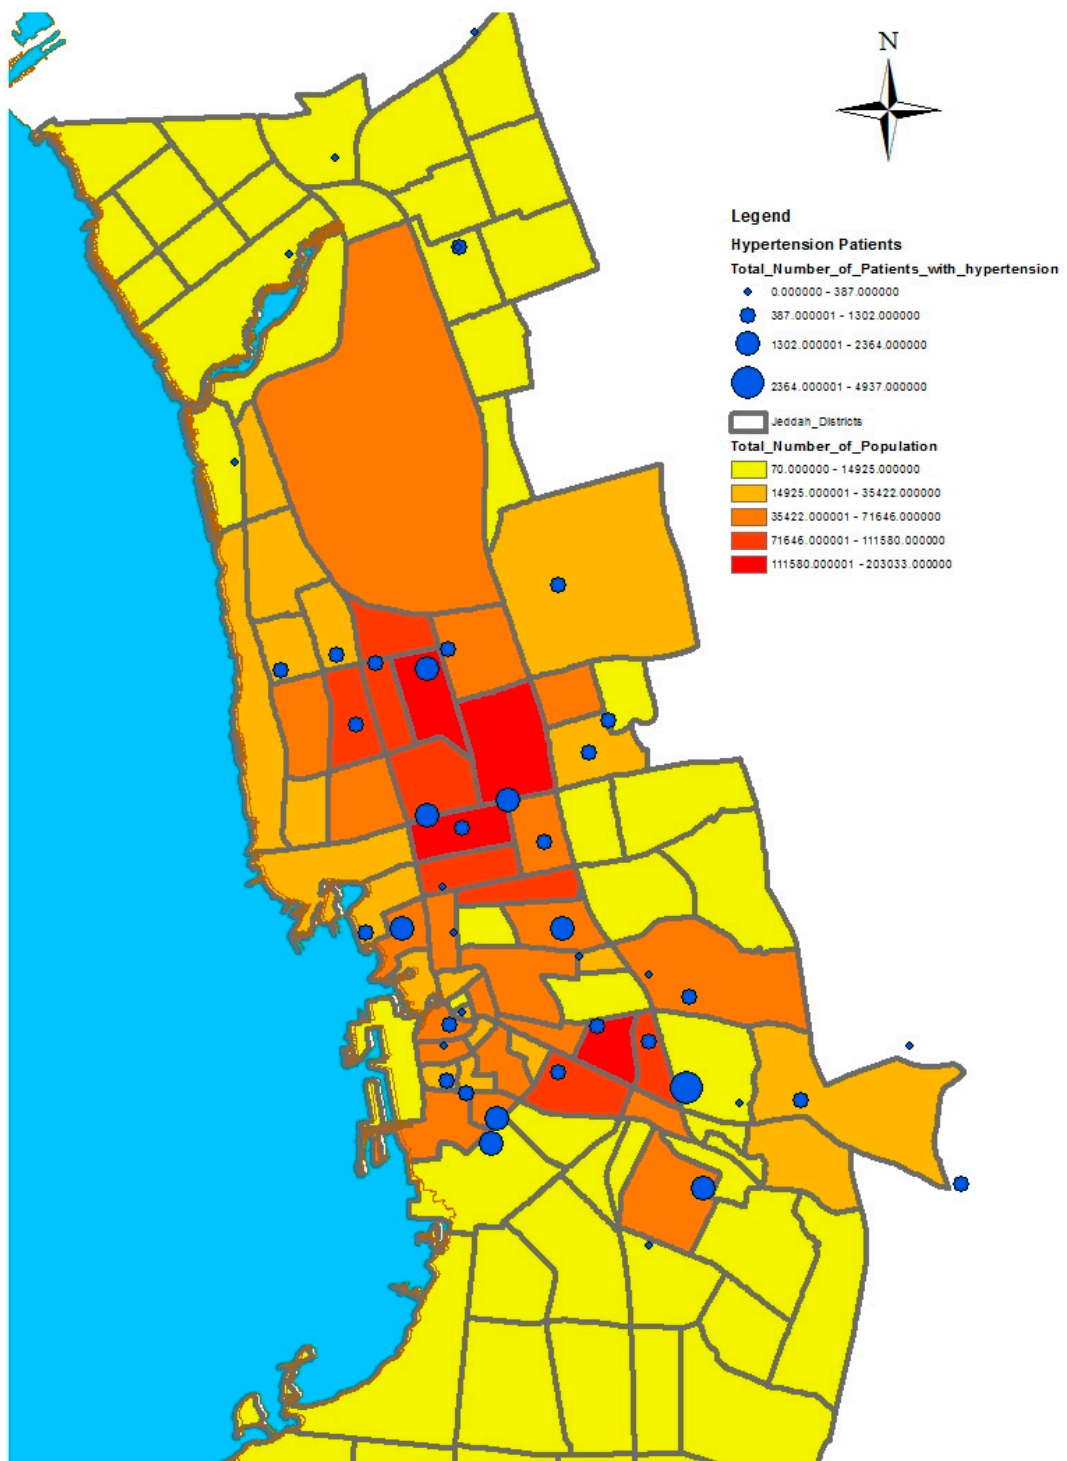 N
Legend
Hypertension Patients
Total_Number_of_Patients_with_hypertension
0.000000 - 387.000000
387.000001 - 1302.000000
1302.000001 - 2364.000000
2364.000001 - 4937.000000
Jeddah_Districts
Total_Number_of_Population
70.000000 - 14925.000000
14925.000001 - 35422.000000
35422.000001 - 71646.000000
71646.000001 - 111580.000000
111580.000001 - 203033.000000